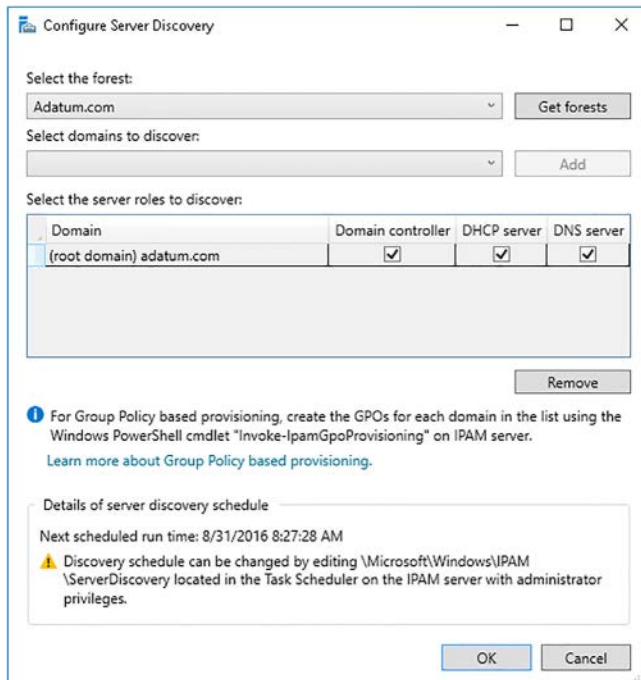 Configure Server Discovery
Select the forest:
Adatum.com
Get forests
Select domains to discover:
Add
Select the server roles to discover:
Domain Domain controller DHCP server DNS server
(root domain) adatum.com
Remove
For Group Policy based provisioning, create the GPOs for each domain in the list using the
Windows PowerShell cmdlet "Invoke-IpamGpoProvisioning" on IPAM server.
Learn more about Group Policy based provisioning.
Details of server discovery schedule
Next scheduled run time: 8/31/2016 8:27:28 AM
Discovery schedule can be changed by editing \Microsoft\Windows\IPAM
\ServerDiscovery located in the Task Scheduler on the IPAM server with administrator
privileges.
OK Cancel